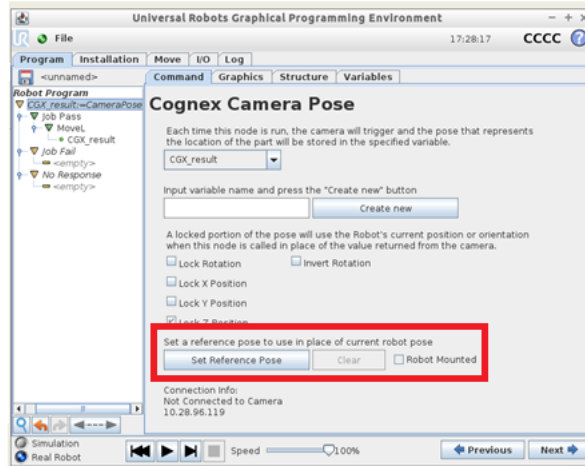 Universal Robots Graphical Programming Environment
File
17:28:17
CCCC
?
Program Installation Move I/O Log
<unnamed>
Command Graphics Structure Variables
Robot Program
CGX_result:=CameraPose
Job Pass
MoveL
CGX_result
Job Fail
<empty>
No Response
<empty>
Cognex Camera Pose
Each time this node is run, the camera will trigger and the pose that represents
the location of the part will be stored in the specified variable.
CGX_result
Input variable name and press the "Create new" button
Create new
A locked portion of the pose will use the Robot's current position or orientation
when this node is called in place of the value returned from the camera.
Lock Rotation
Invert Rotation
Lock X Position
Lock Y Position
Lock Z Position
Set a reference pose to use in place of current robot pose
Set Reference Pose
Clear
Robot Mounted
Connection Info:
Not Connected to Camera
10.28.96.119
Simulation
Real Robot
Speed
100%
Previous
Next